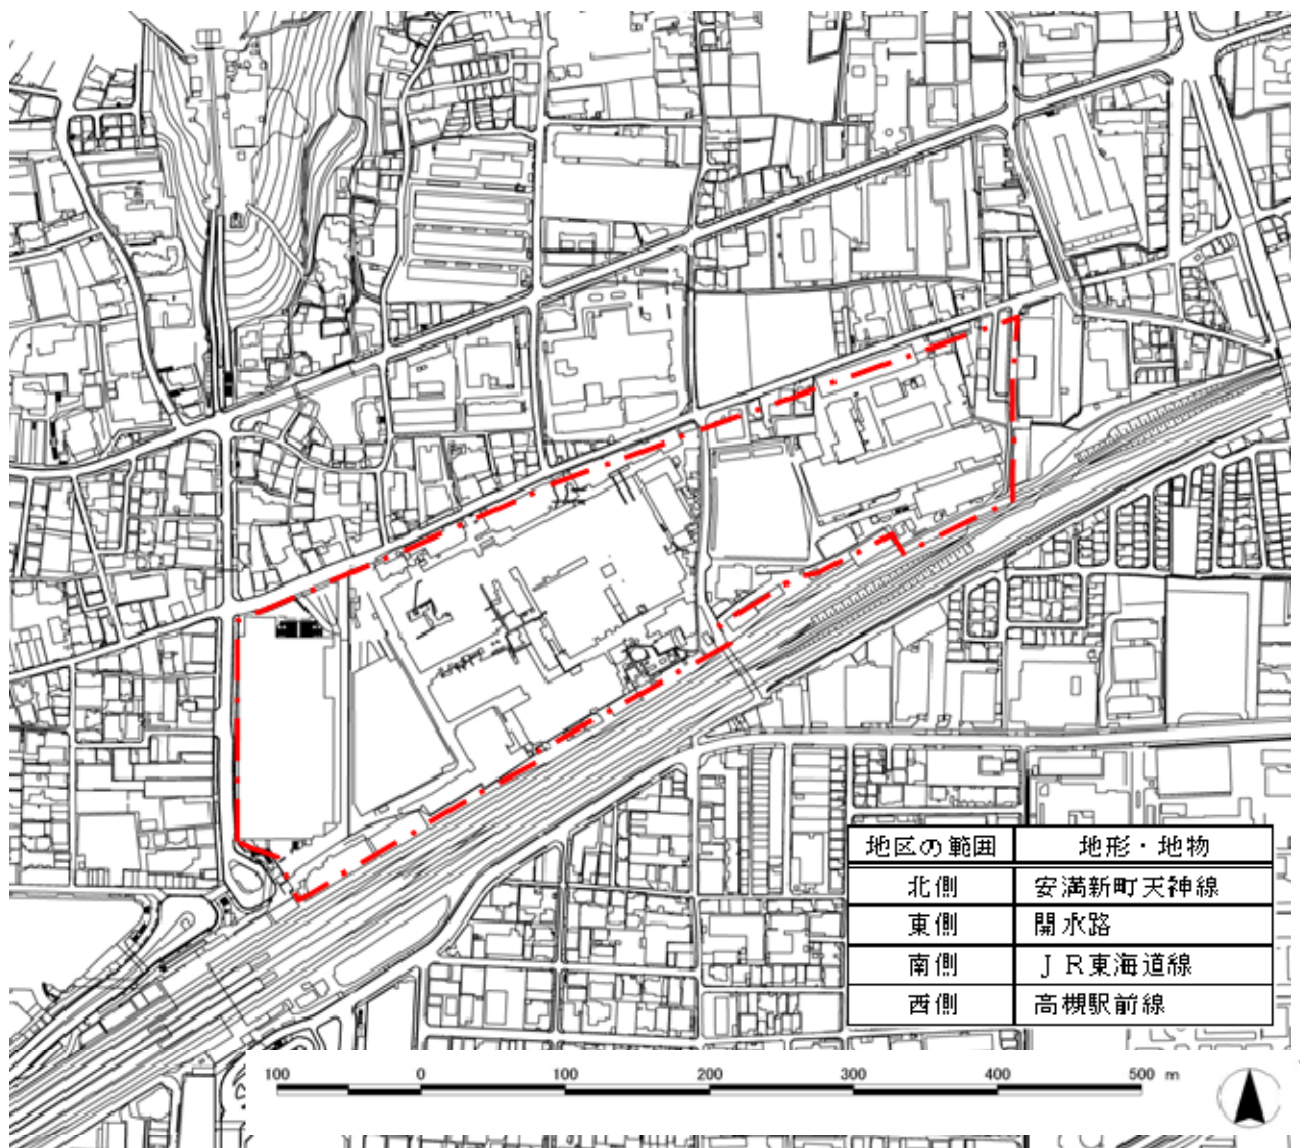 地区の範囲 地形・地物
北側 安満新町天神線
東側 開水路
南側 JR東海道線
西側 高槻駅前線
100 0 100 200 300 400 500 m